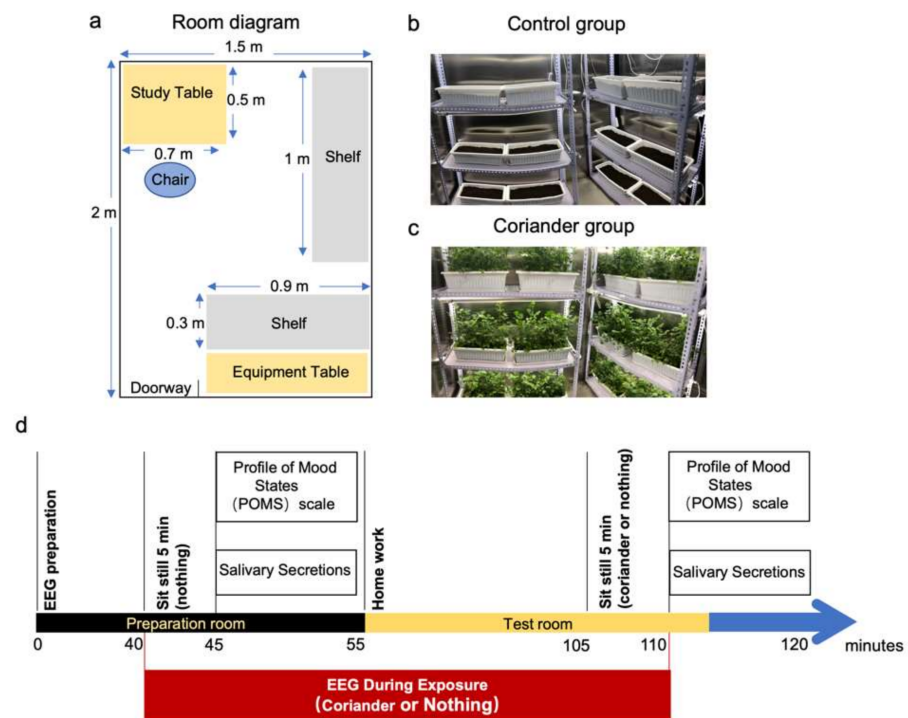 a
Room diagram
1.5 m
Study Table
0.5 m
0.7 m
Chair
1 m
Shelf
2 m
0.9 m
0.3 m
Shelf
Equipment Table
Doorway
b
Control group
c
Coriander group
d
EEG preparation
Sit still 5 min
(nothing)
Profile of Mood
States
（POMS）scale
Salivary Secretions
Home work
Sit still 5 min
(coriander or nothing)
Profile of Mood
States
（POMS）scale
Salivary Secretions
Preparation room
Test room
0
40
45
55
105
110
120
minutes
EEG During Exposure
(Coriander or Nothing)